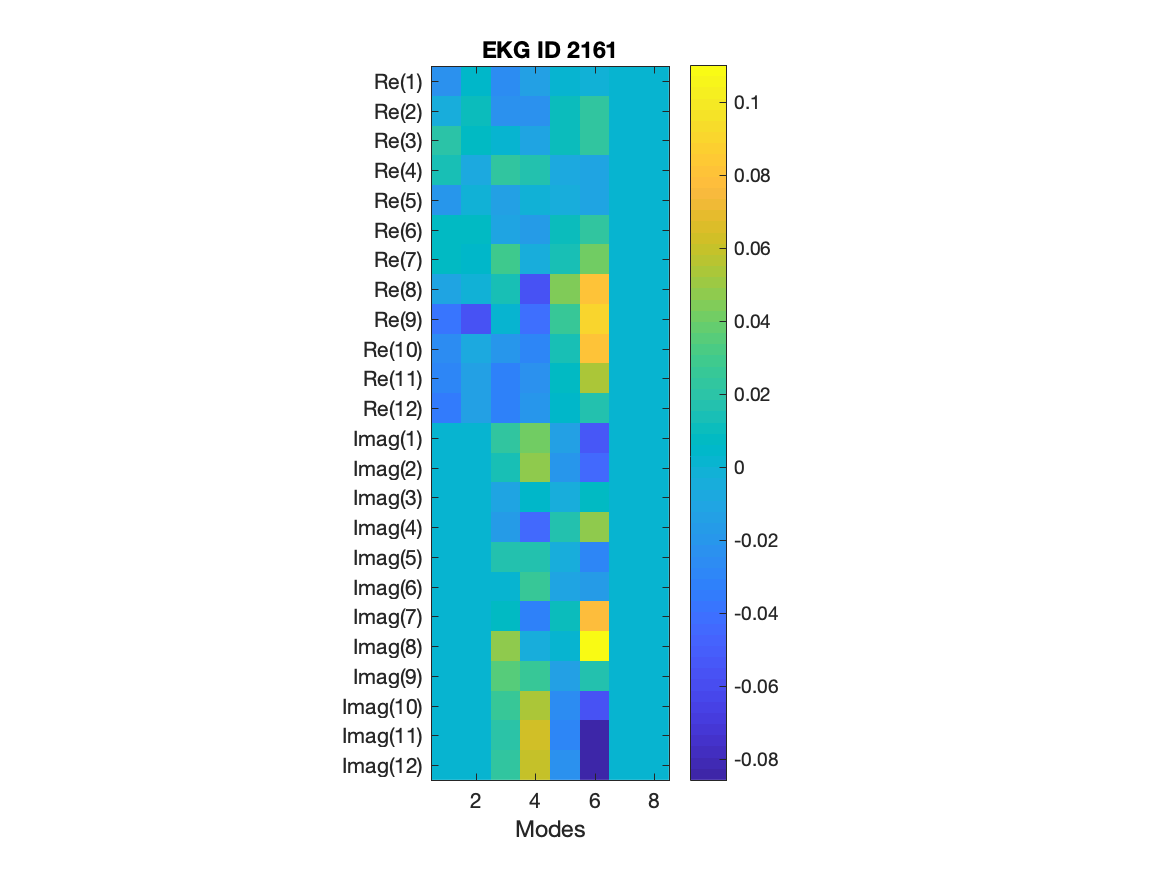 EKG ID 2161
Re(1)
Re(2)
Re(3)
Re(4)
Re(5)
Re(6)
Re(7)
Re(8)
Re(9)
Re(10)
Re(11)
Re(12)
Imag(1)
Imag(2)
Imag(3)
Imag(4)
Imag(5)
Imag(6)
Imag(7)
Imag(8)
Imag(9)
Imag(10)
Imag(11)
Imag(12)
2 4 6 8
Modes
0.1
0.08
0.06
0.04
0.02
0
-0.02
-0.04
-0.06
-0.08